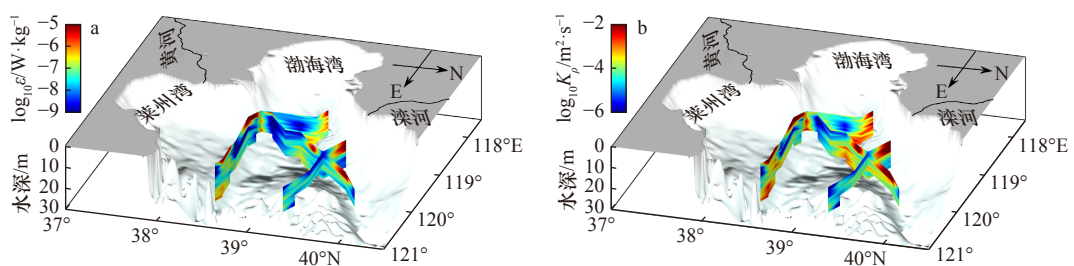 a
log₁₀ε/W·kg⁻¹
−5
−6
−7
−8
−9
黄河
渤海湾
莱州湾
滦河
N
E
水深/m
0
10
20
30
37°
38°
39°
40°N
118°E
119°
120°
121°
b
log₁₀Kρ/m²·s⁻¹
−2
−4
−6
黄河
渤海湾
莱州湾
滦河
N
E
水深/m
0
10
20
30
37°
38°
39°
40°N
118°E
119°
120°
121°